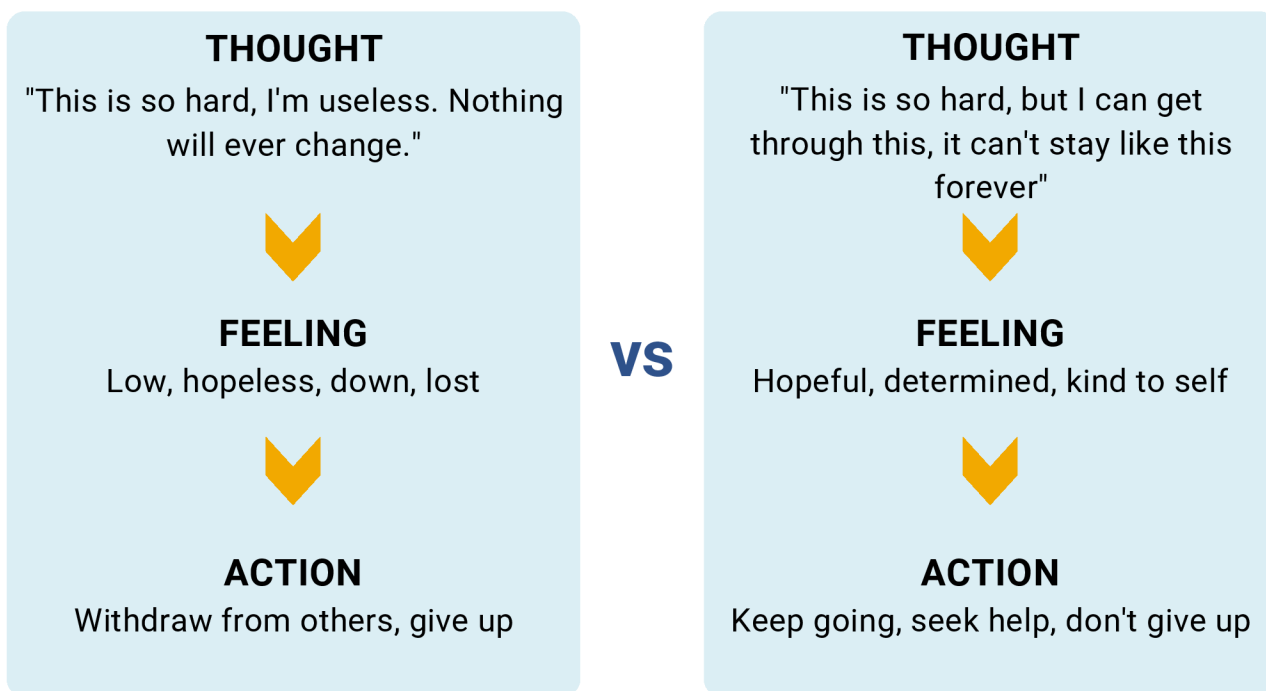 THOUGHT
"This is so hard, I'm useless. Nothing
will ever change."
FEELING
Low, hopeless, down, lost
ACTION
Withdraw from others, give up
vs
THOUGHT
"This is so hard, but I can get
through this, it can't stay like this
forever"
FEELING
Hopeful, determined, kind to self
ACTION
Keep going, seek help, don't give up